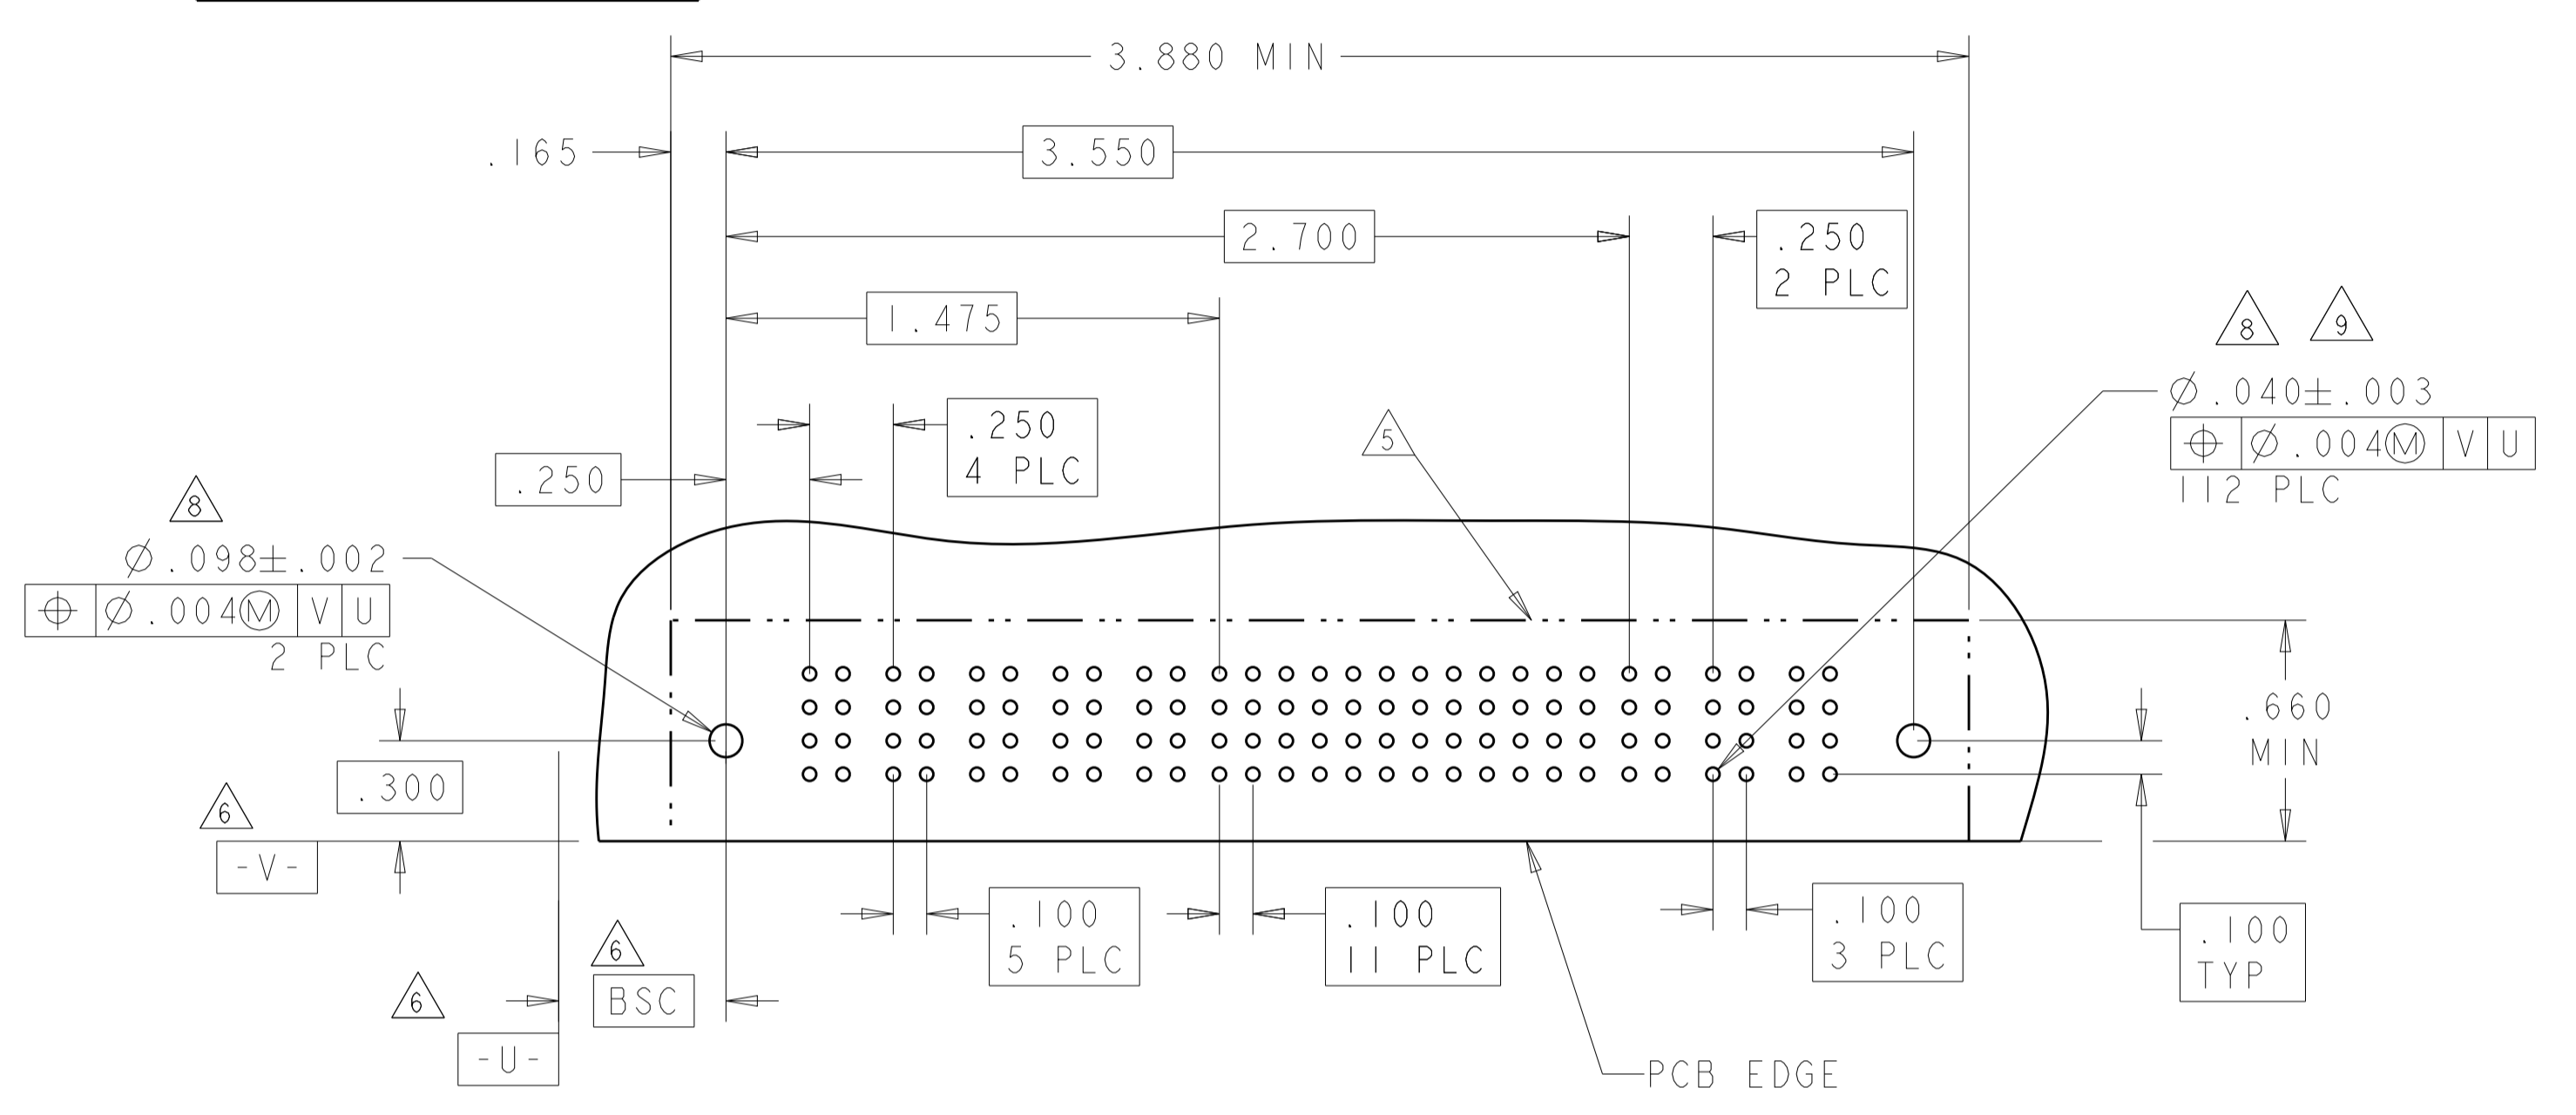 3.880 MIN
.165
3.550
2.700
.250
2 PLC
1.475
8
9
Ø.040±.003
⌖ Ø.004Ⓜ V U
112 PLC
.250
4 PLC
5
.250
8
Ø.098±.002
⌖ Ø.004Ⓜ V U
2 PLC
.660
MIN
.300
6
-V-
.100
5 PLC
.100
11 PLC
.100
3 PLC
.100
TYP
6
BSC
6
-U-
PCB EDGE